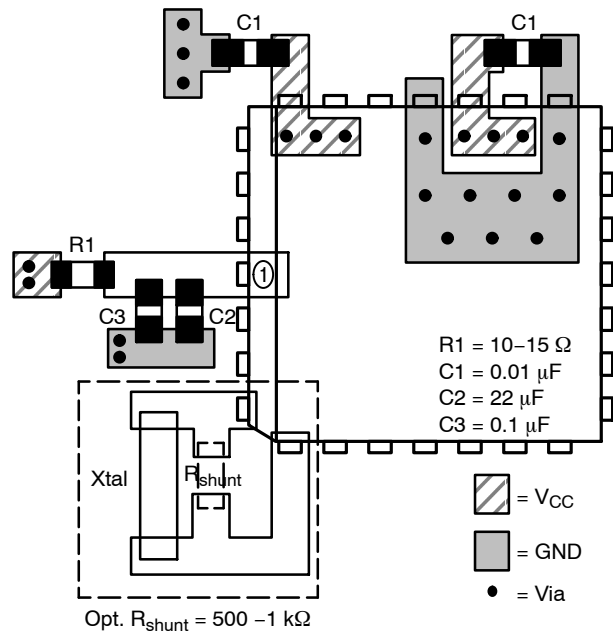 C1
C1
R1
1
C3
C2
R1 = 10–15 Ω
C1 = 0.01 μF
C2 = 22 μF
C3 = 0.1 μF
Xtal
Rshunt
= VCC
= GND
= Via
Opt. Rshunt = 500 –1 kΩ